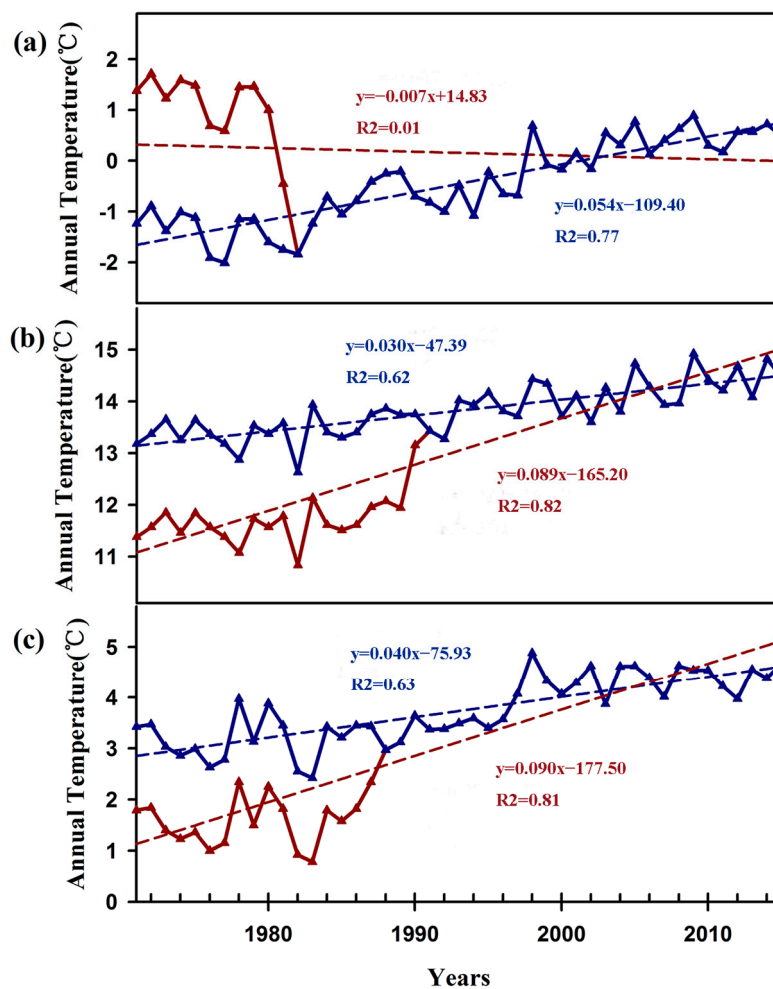 (a)
Annual Temperature(℃)
2
1
0
-1
-2
y=−0.007x+14.83
R2=0.01
y=0.054x−109.40
R2=0.77
(b)
Annual Temperature(℃)
15
14
13
12
11
y=0.030x−47.39
R2=0.62
y=0.089x−165.20
R2=0.82
(c)
Annual Temperature(℃)
5
4
3
2
1
0
y=0.040x−75.93
R2=0.63
y=0.090x−177.50
R2=0.81
1980 1990 2000 2010
Years